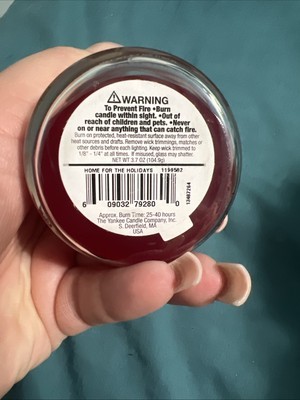 ⚠WARNING
To Prevent Fire •Burn
candle within sight. •Out of
reach of children and pets. •Never
on or near anything that can catch fire.
Burn on protected, heat-resistant surface away from other
heat sources and drafts. Remove wick trimmings, matches or
other debris before each lighting. Keep wick trimmed to
1/8" - 1/4" at all times. If misused, glass may shatter.
NET WT 3.7 OZ (104.9g)
HOME FOR THE HOLIDAYS 1199562
6 09032 79280 0
13407264
Approx. Burn Time: 25-40 hours
The Yankee Candle Company, Inc.
S. Deerfield, MA
USA